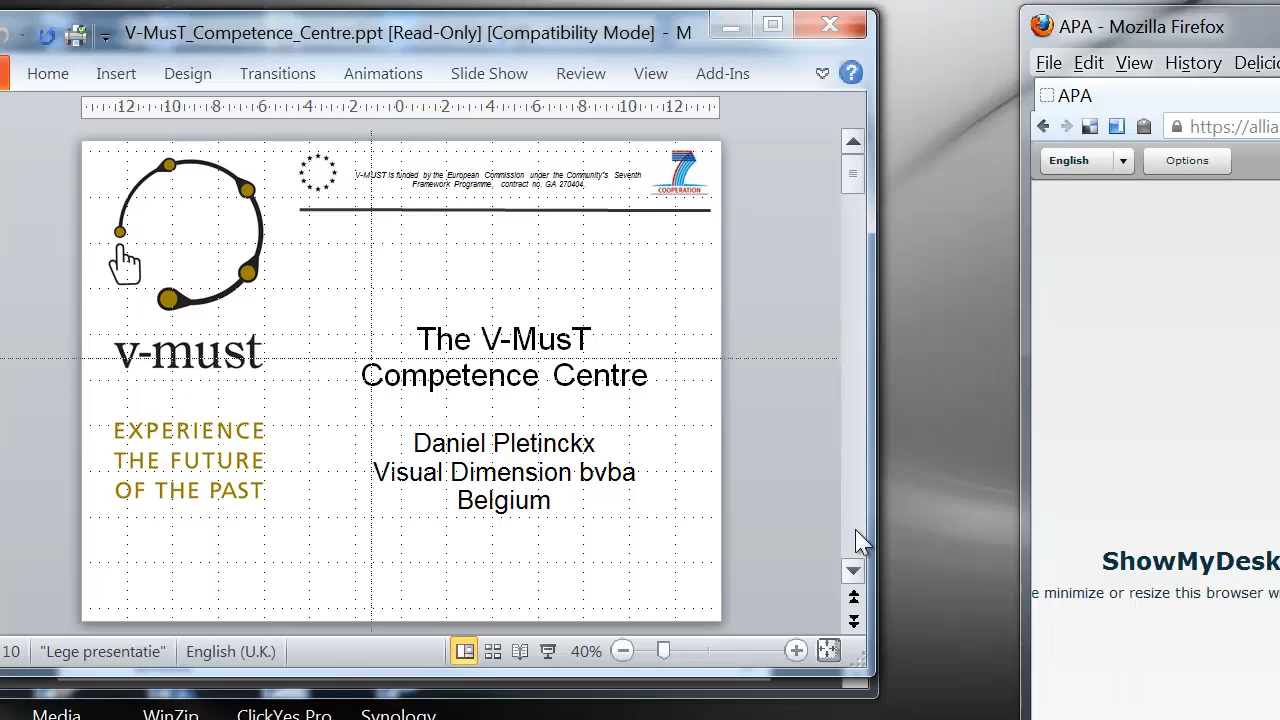 V-MusT_Competence_Centre.ppt [Read-Only] [Compatibility Mode] - M
Home Insert Design Transitions Animations Slide Show Review View Add-Ins
12 10 8 6 4 2 0 2 4 6 8 10 12
V-MUST is funded by the European Commission under the Community's Seventh
Framework Programme, contract no. GA 270404.
7
COOPERATION
v-must
EXPERIENCE
THE FUTURE
OF THE PAST
The V-MusT
Competence Centre
Daniel Pletinckx
Visual Dimension bvba
Belgium
10 "Lege presentatie" English (U.K.) 40%
Media WinZip ClickYes Pro Synology
APA - Mozilla Firefox
File Edit View History Delicio
APA
https://allia
English Options
ShowMyDesk
e minimize or resize this browser w